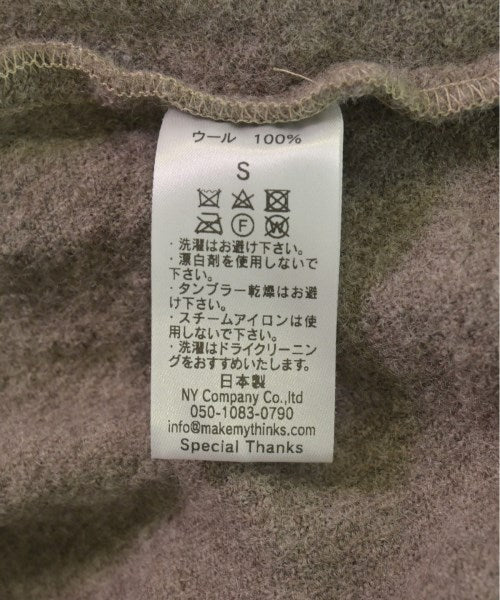 ウール 100%
S
F
W
・洗濯はお避け下さい。
・漂白剤を使用しないで
下さい。
・タンブラー乾燥はお避
け下さい。
・スチームアイロンは使
用しないで下さい。
・洗濯はドライクリーニン
グをおすすめいたします。
日本製
NY Company Co.,ltd
050-1083-0790
info@makemythinks.com
Special Thanks